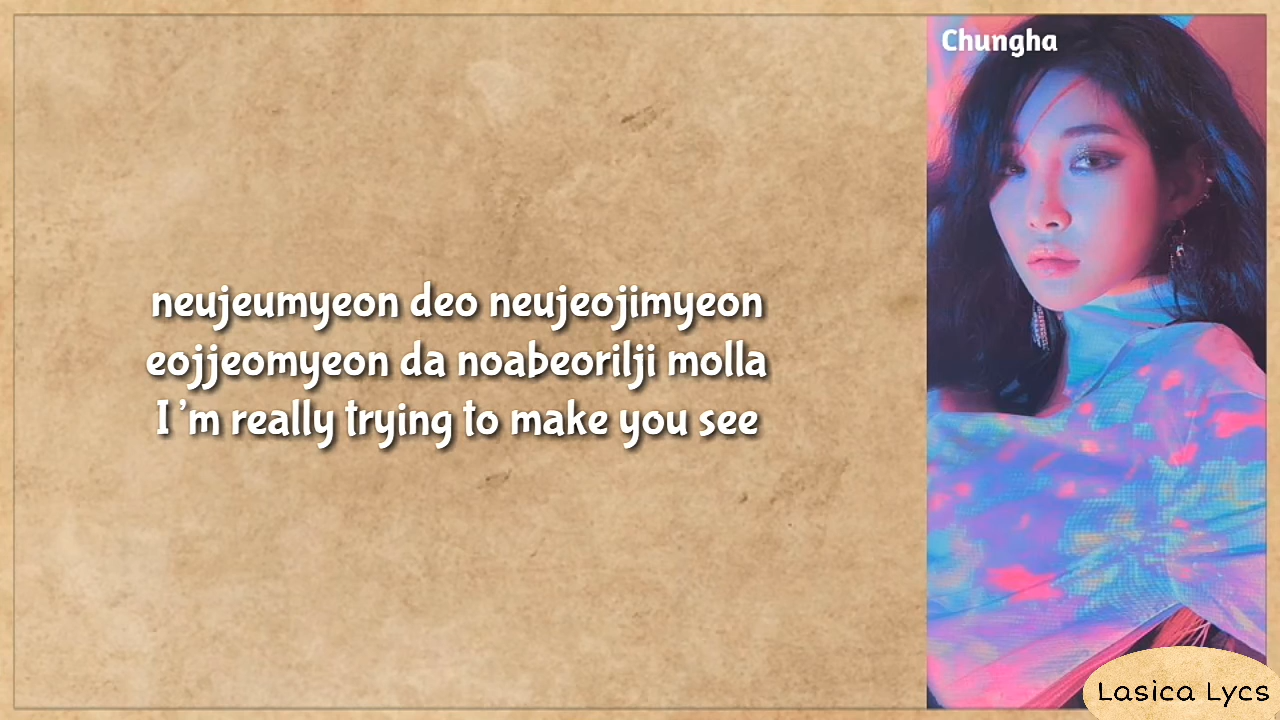 Chungha
neujeumyeon deo neujeojimyeon
eojjeomyeon da noabeorilji molla
I'm really trying to make you see
Lasica Lycs